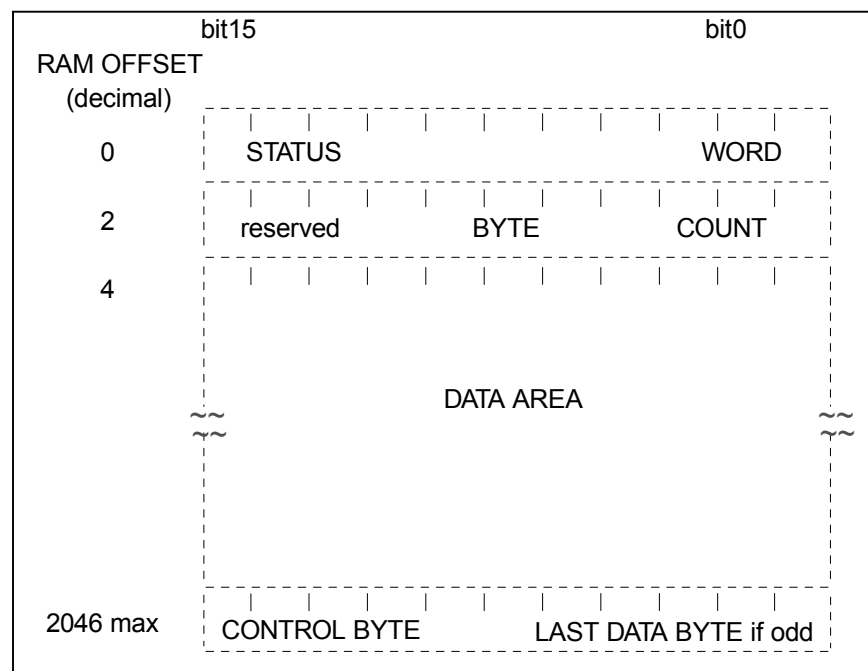 bit15 bit0
RAM OFFSET
(decimal)
0 STATUS WORD
2 reserved BYTE COUNT
4
DATA AREA
2046 max CONTROL BYTE LAST DATA BYTE if odd